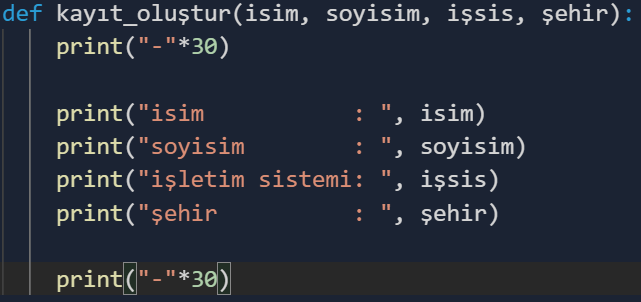 def kayıt_oluştur(isim, soyisim, işsis, şehir):
    print("-"*30)
    print("isim           : ", isim)
    print("soyisim        : ", soyisim)
    print("işletim sistemi: ", işsis)
    print("şehir          : ", şehir)
    print("-"*30)